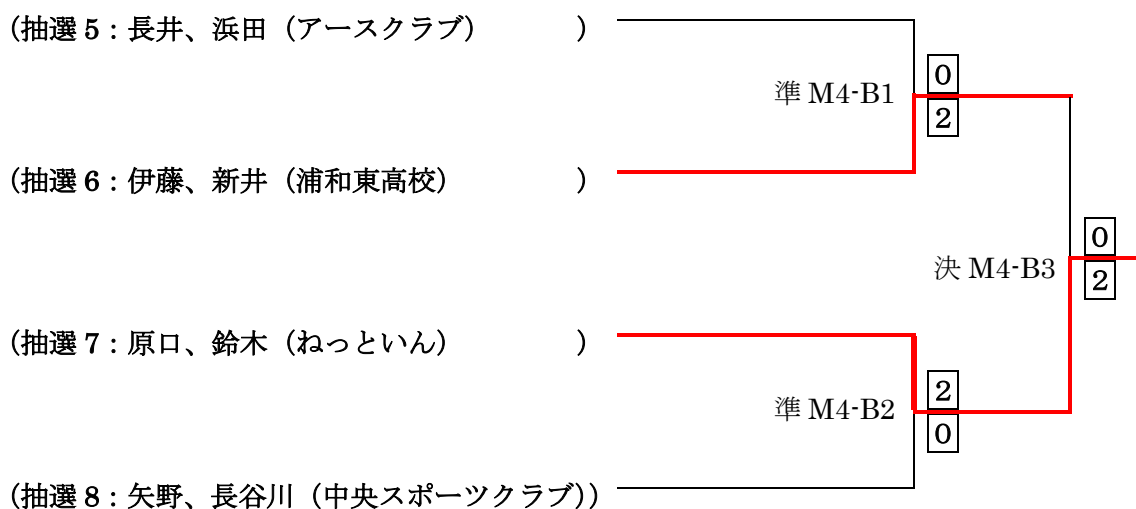 (抽選 5：長井、浜田（アースクラブ） )
0
準 M4-B1
2
(抽選 6：伊藤、新井（浦和東高校） )
0
決 M4-B3
2
(抽選 7：原口、鈴木（ねっといん） )
2
準 M4-B2
0
(抽選 8：矢野、長谷川（中央スポーツクラブ）)